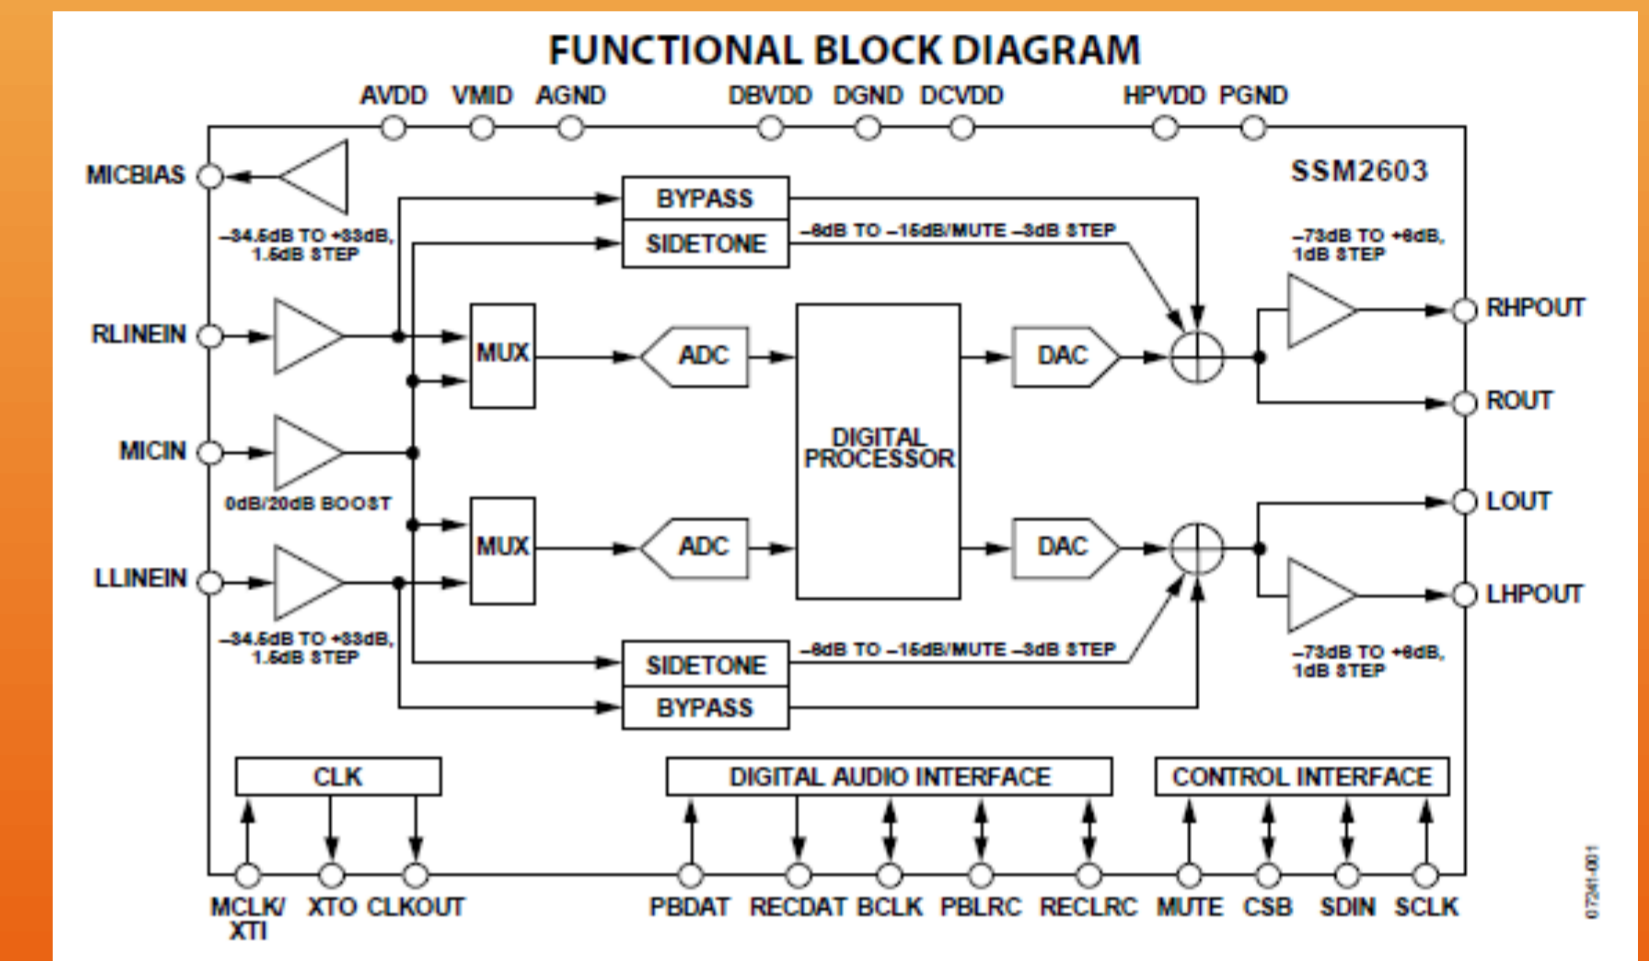 FUNCTIONAL BLOCK DIAGRAM
AVDD VMID AGND DBVDD DGND DCVDD HPVDD PGND
MICBIAS
SSM2603
–34.5dB TO +33dB,
1.5dB STEP
BYPASS
SIDETONE
–6dB TO –15dB/MUTE –3dB STEP
–73dB TO +6dB,
1dB STEP
RLINEIN
MUX
ADC
DAC
RHPOUT
ROUT
MICIN
0dB/20dB BOOST
DIGITAL
PROCESSOR
LLINEIN
MUX
ADC
DAC
LOUT
LHPOUT
–34.5dB TO +33dB,
1.5dB STEP
SIDETONE
BYPASS
–6dB TO –15dB/MUTE –3dB STEP
–73dB TO +6dB,
1dB STEP
CLK
DIGITAL AUDIO INTERFACE
CONTROL INTERFACE
MCLK/
XTI
XTO CLKOUT
PBDAT RECDAT BCLK PBLRC RECLRC MUTE CSB SDIN SCLK
07241-001